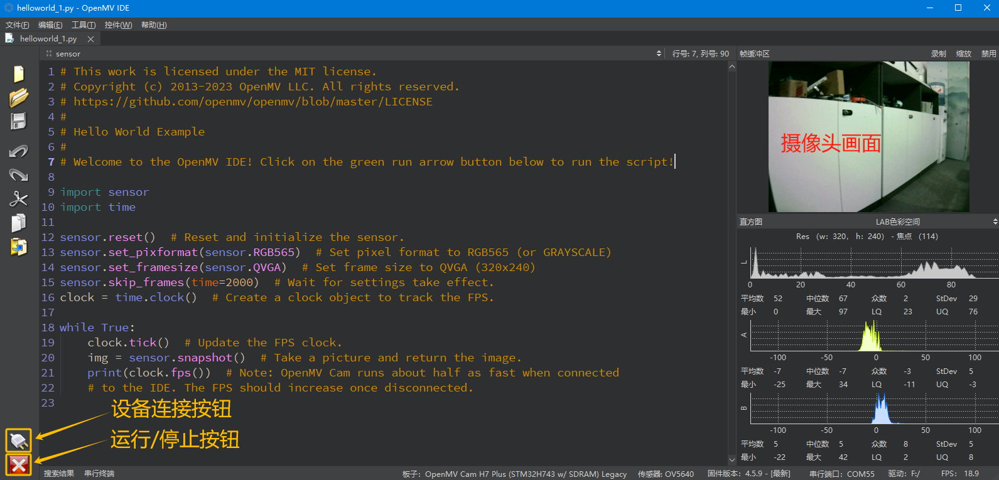 helloworld_1.py - OpenMV IDE
文件(F) 编辑(E) 工具(T) 控件(W) 帮助(H)
helloworld_1.py
sensor
行号: 7, 列号: 90
1 # This work is licensed under the MIT license.
2 # Copyright (c) 2013-2023 OpenMV LLC. All rights reserved.
3 # https://github.com/openmv/openmv/blob/master/LICENSE
4 #
5 # Hello World Example
6 #
7 # Welcome to the OpenMV IDE! Click on the green run arrow button below to run the script!
8
9 import sensor
10 import time
11
12 sensor.reset()  # Reset and initialize the sensor.
13 sensor.set_pixformat(sensor.RGB565)  # Set pixel format to RGB565 (or GRAYSCALE)
14 sensor.set_framesize(sensor.QVGA)  # Set frame size to QVGA (320x240)
15 sensor.skip_frames(time=2000)  # Wait for settings take effect.
16 clock = time.clock()  # Create a clock object to track the FPS.
17
18 while True:
19     clock.tick()  # Update the FPS clock.
20     img = sensor.snapshot()  # Take a picture and return the image.
21     print(clock.fps())  # Note: OpenMV Cam runs about half as fast when connected
22     # to the IDE. The FPS should increase once disconnected.
23
设备连接按钮
运行/停止按钮
帧缓冲区 录制 缩放 禁用
摄像头画面
直方图 LAB色彩空间
Res (w: 320, h: 240) - 焦点 (114)
L
0 20 40 60 80
平均数 52 中位数 67 众数 2 StDev 29
最小 0 最大 97 LQ 23 UQ 76
A
-100 -50 0 50 100
平均数 -7 中位数 -7 众数 -3 StDev 5
最小 -25 最大 34 LQ -11 UQ -3
B
-100 -50 0 50 100
平均数 5 中位数 5 众数 8 StDev 5
最小 -22 最大 42 LQ 2 UQ 8
搜索结果 串行终端 板子: OpenMV Cam H7 Plus (STM32H743 w/ SDRAM) Legacy 传感器: OV5640 固件版本: 4.5.9 - [最新] 串行端口: COM55 驱动: F:/ FPS: 18.9